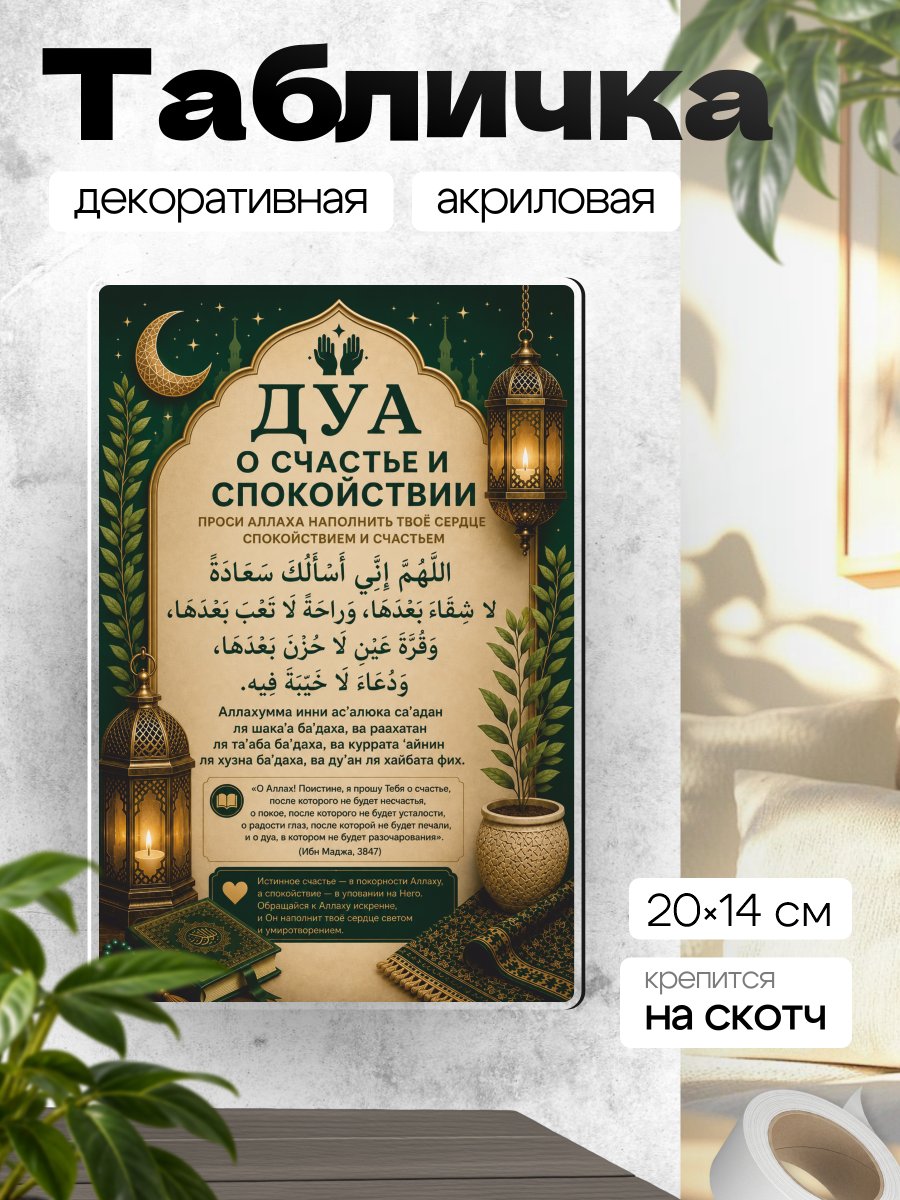 Табличка
декоративная
акриловая
ДУА
О СЧАСТЬЕ И
СПОКОЙСТВИИ
ПРОСИ АЛЛАХА НАПОЛНИТЬ ТВОЁ СЕРДЦЕ
СПОКОЙСТВИЕМ И СЧАСТЬЕМ
اللَّهُمَّ إِنِّي أَسْأَلُكَ سَعَادَةً
لا شِقَاءَ بَعْدَهَا، وَراحَةً لَا تَعْبَ بَعْدَهَا،
وَقُرَّةَ عَيْنٍ لَا حُزْنَ بَعْدَهَا،
وَدُعَاءَ لَا خَيّبَةَ فِيه.
Аллахумма инни ас’алюка са’адан
ля шака’а ба’даха, ва раахатан
ля та’аба ба’даха, ва куррата ‘айнин
ля хузна ба’даха, ва ду’ан ля хайбата фих.
«О Аллах! Поистине, я прошу Тебя о счастье,
после которого не будет несчастья,
о покое, после которого не будет усталости,
о радости глаз, после которой не будет печали,
и о дуа, в котором не будет разочарования».
(Ибн Маджа, 3847)
Истинное счастье — в покорности Аллаху,
а спокойствие — в уповании на Него.
Обращайся к Аллаху искренне,
и Он наполнит твоё сердце светом
и умиротворением.
20×14 см
крепится
на скотч